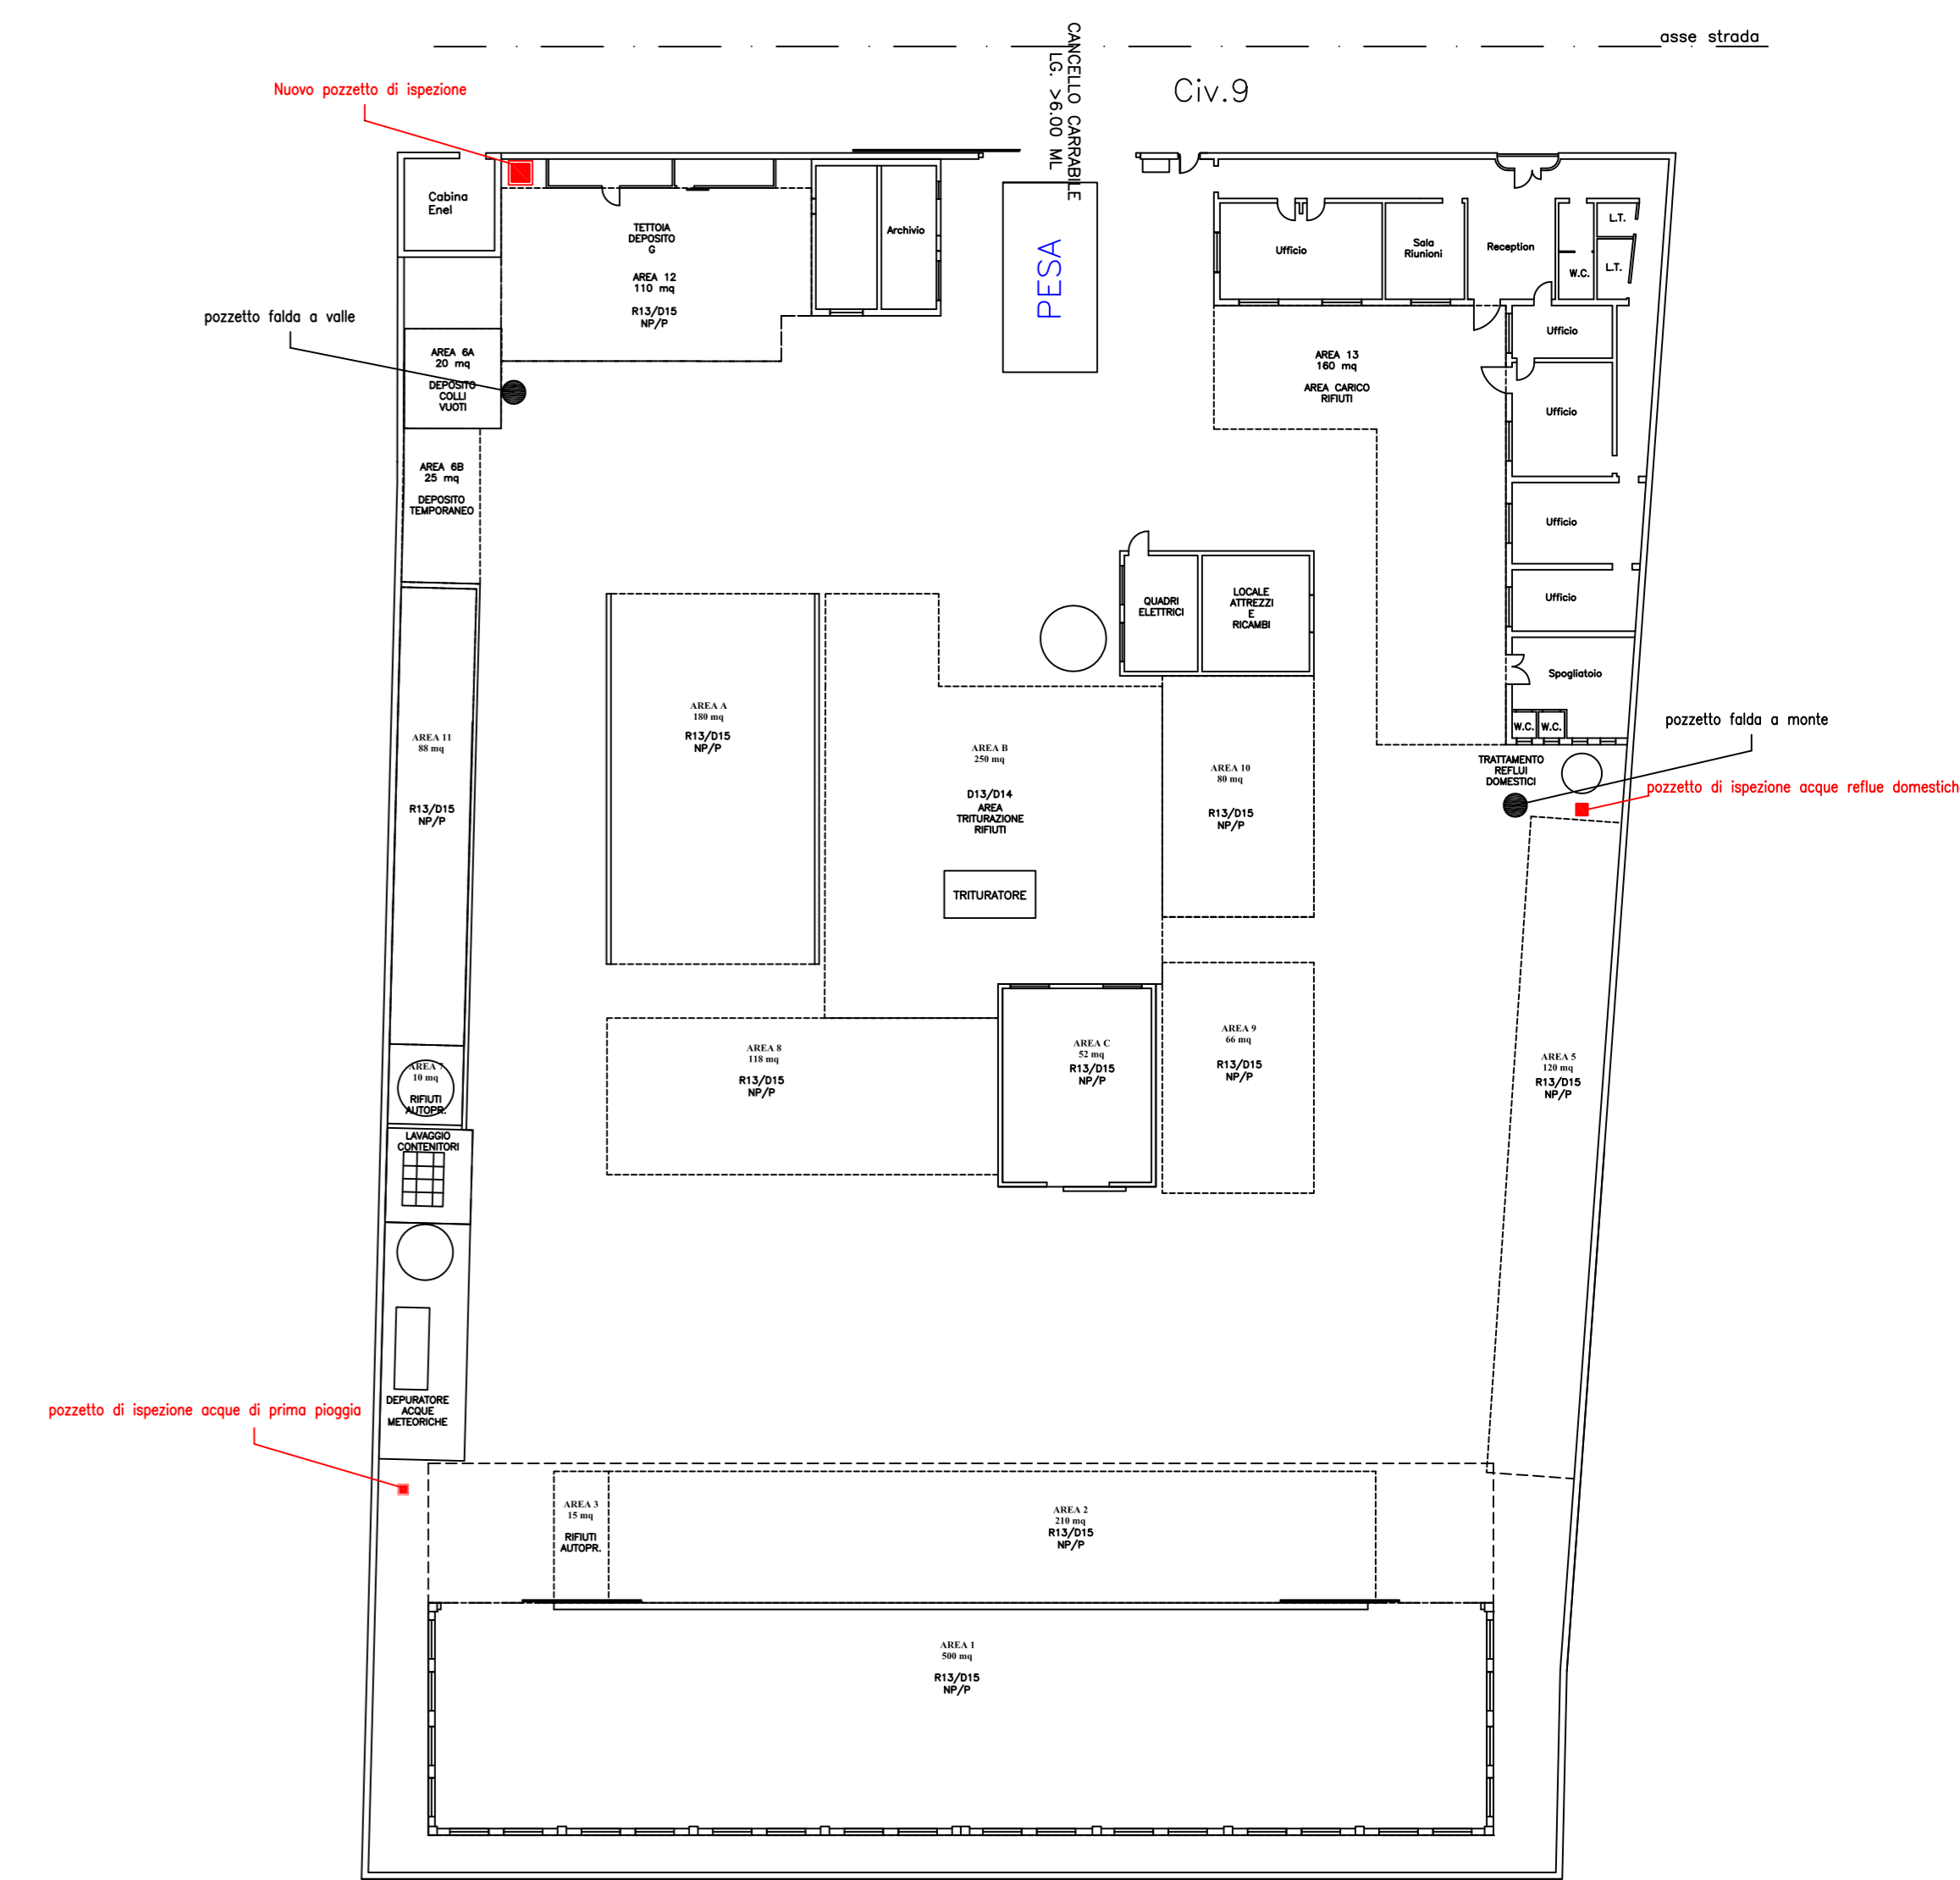 asse strada
CANCELLO CARRABILE
LG. >6.00 ML
Civ.9
Nuovo pozzetto di ispezione
Cabina
Enel
TETTOIA
DEPOSITO
G
AREA 12
110 mq
R13/D15
NP/P
Archivio
PESA
Ufficio
Sala
Riunioni
Reception
W.C.
L.T.
L.T.
pozzetto falda a valle
AREA 6A
20 mq
DEPOSITO
COLLI
VUOTI
AREA 13
160 mq
AREA CARICO
RIFIUTI
Ufficio
Ufficio
AREA 6B
25 mq
DEPOSITO
TEMPORANEO
Ufficio
QUADRI
ELETTRICI
LOCALE
ATTREZZI
E
RICAMBI
Ufficio
Spogliatoio
W.C.
W.C.
pozzetto falda a monte
TRATTAMENTO
REFLUI
DOMESTICI
pozzetto di ispezione acque reflue domestich
AREA 11
88 mq
R13/D15
NP/P
AREA A
180 mq
R13/D15
NP/P
AREA B
250 mq
D13/D14
AREA
TRITURAZIONE
RIFIUTI
TRITURATORE
AREA 10
80 mq
R13/D15
NP/P
AREA 7
10 mq
RIFIUTI
AUTOPR.
AREA 8
118 mq
R13/D15
NP/P
AREA C
52 mq
R13/D15
NP/P
AREA 9
66 mq
R13/D15
NP/P
AREA 5
120 mq
R13/D15
NP/P
LAVAGGIO
CONTENITORI
DEPURATORE
ACQUE
METEORICHE
pozzetto di ispezione acque di prima pioggia
AREA 3
15 mq
RIFIUTI
AUTOPR.
AREA 2
210 mq
R13/D15
NP/P
AREA 1
500 mq
R13/D15
NP/P